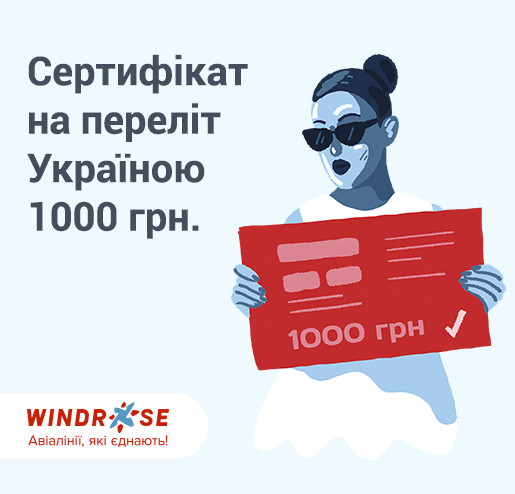 Сертифікат
на переліт
Україною
1000 грн.
1000 грн
WINDROSE
Авіалінії, які єднають!